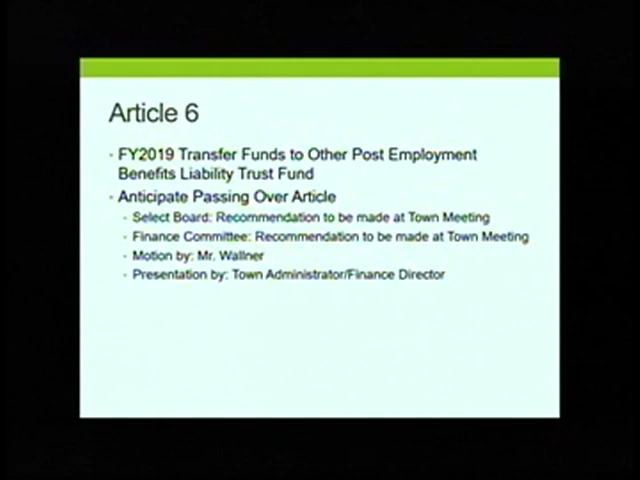 Article 6
• FY2019 Transfer Funds to Other Post Employment
Benefits Liability Trust Fund
• Anticipate Passing Over Article
• Select Board: Recommendation to be made at Town Meeting
• Finance Committee: Recommendation to be made at Town Meeting
• Motion by: Mr. Wallner
• Presentation by: Town Administrator/Finance Director